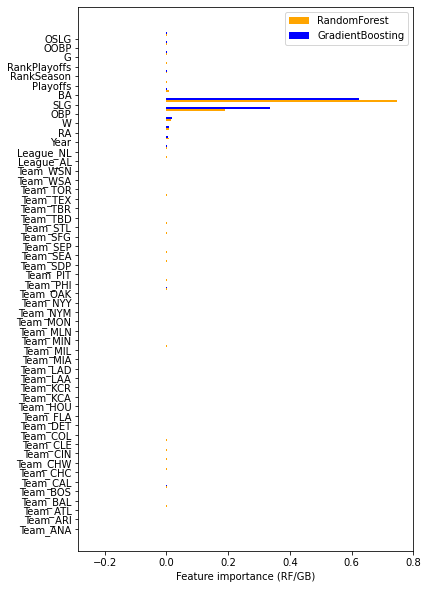 RandomForest
GradientBoosting
OSLG
OOBP
G
RankPlayoffs
RankSeason
Playoffs
BA
SLG
OBP
W
RA
Year
League_NL
League_AL
Team_WSN
Team_WSA
Team_TOR
Team_TEX
Team_TBR
Team_TBD
Team_STL
Team_SFG
Team_SEP
Team_SEA
Team_SDP
Team_PIT
Team_PHI
Team_OAK
Team_NYY
Team_NYM
Team_MON
Team_MLN
Team_MIN
Team_MIL
Team_MIA
Team_LAD
Team_LAA
Team_KCR
Team_KCA
Team_HOU
Team_FLA
Team_DET
Team_COL
Team_CLE
Team_CIN
Team_CHW
Team_CHC
Team_CAL
Team_BOS
Team_BAL
Team_ATL
Team_ARI
Team_ANA
−0.2 0.0 0.2 0.4 0.6 0.8
Feature importance (RF/GB)